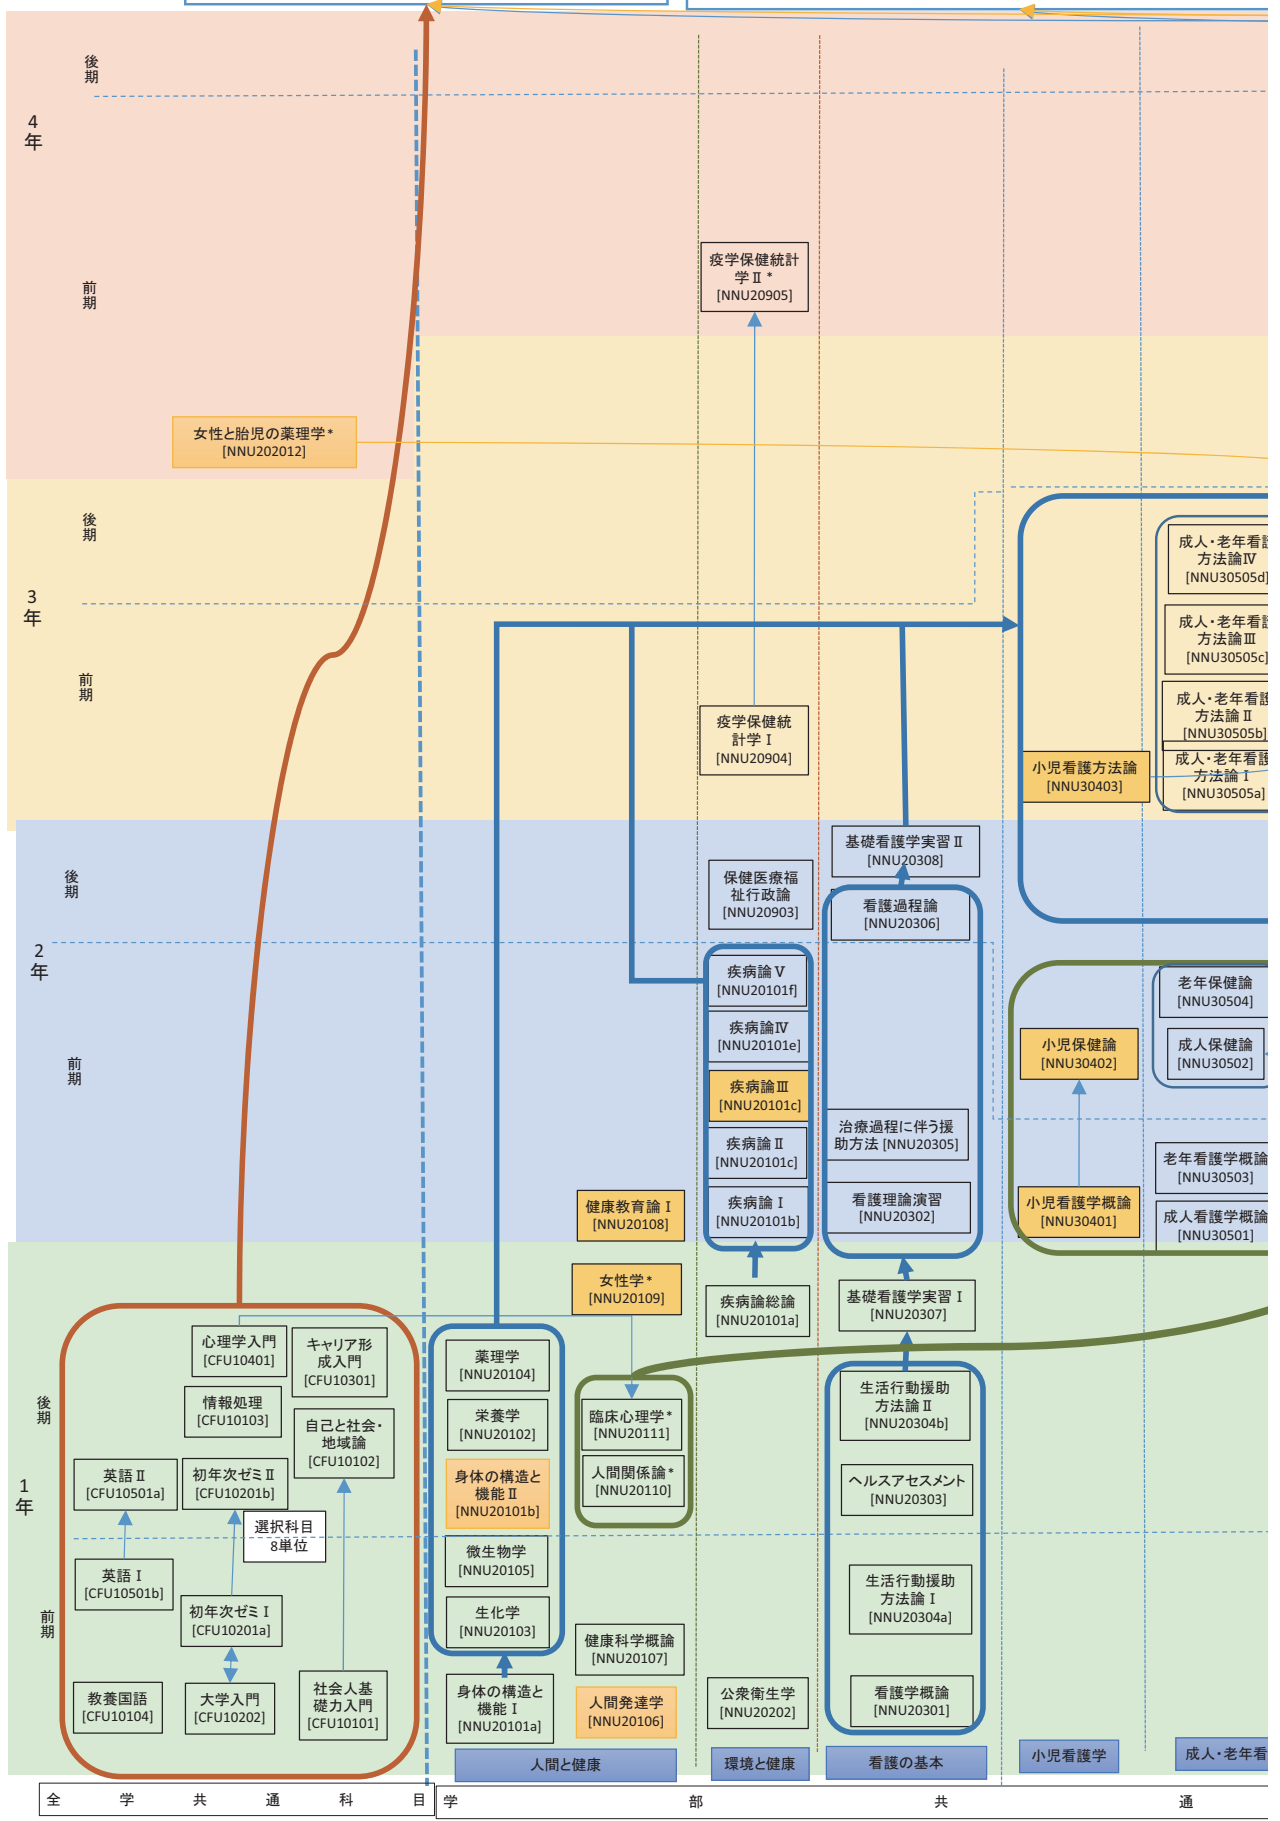 後
期
4
年
前
期
疫学保健統計
学Ⅱ*
[NNU20905]
女性と胎児の薬理学*
[NNU202012]
後
期
3
年
前
期
成人・老年看護
方法論Ⅳ
[NNU30505d]
成人・老年看護
方法論Ⅲ
[NNU30505c]
成人・老年看護
方法論Ⅱ
[NNU30505b]
成人・老年看護
方法論Ⅰ
[NNU30505a]
疫学保健統
計学Ⅰ
[NNU20904]
小児看護方法論
[NNU30403]
後
期
2
年
前
期
基礎看護学実習Ⅱ
[NNU20308]
保健医療福
祉行政論
[NNU20903]
看護過程論
[NNU20306]
疾病論Ⅴ
[NNU20101f]
疾病論Ⅳ
[NNU20101e]
疾病論Ⅲ
[NNU20101c]
疾病論Ⅱ
[NNU20101c]
疾病論Ⅰ
[NNU20101b]
治療過程に伴う援
助方法 [NNU20305]
看護理論演習
[NNU20302]
老年保健論
[NNU30504]
小児保健論
[NNU30402]
成人保健論
[NNU30502]
老年看護学概論
[NNU30503]
小児看護学概論
[NNU30401]
成人看護学概論
[NNU30501]
健康教育論Ⅰ
[NNU20108]
女性学*
[NNU20109]
疾病論総論
[NNU20101a]
基礎看護学実習Ⅰ
[NNU20307]
後
期
1
年
前
期
心理学入門
[CFU10401]
キャリア形
成入門
[CFU10301]
情報処理
[CFU10103]
自己と社会・
地域論
[CFU10102]
英語Ⅱ
[CFU10501a]
初年次ゼミⅡ
[CFU10201b]
選択科目
8単位
英語Ⅰ
[CFU10501b]
初年次ゼミⅠ
[CFU10201a]
教養国語
[CFU10104]
大学入門
[CFU10202]
社会人基
礎力入門
[CFU10101]
薬理学
[NNU20104]
栄養学
[NNU20102]
身体の構造と
機能Ⅱ
[NNU20101b]
微生物学
[NNU20105]
生化学
[NNU20103]
身体の構造と
機能Ⅰ
[NNU20101a]
臨床心理学*
[NNU20111]
人間関係論*
[NNU20110]
健康科学概論
[NNU20107]
人間発達学
[NNU20106]
公衆衛生学
[NNU20202]
生活行動援助
方法論Ⅱ
[NNU20304b]
ヘルスアセスメント
[NNU20303]
生活行動援助
方法論Ⅰ
[NNU20304a]
看護学概論
[NNU20301]
人間と健康
環境と健康
看護の基本
小児看護学
成人・老年看
全 学 共 通 科 目
学 部 共 通